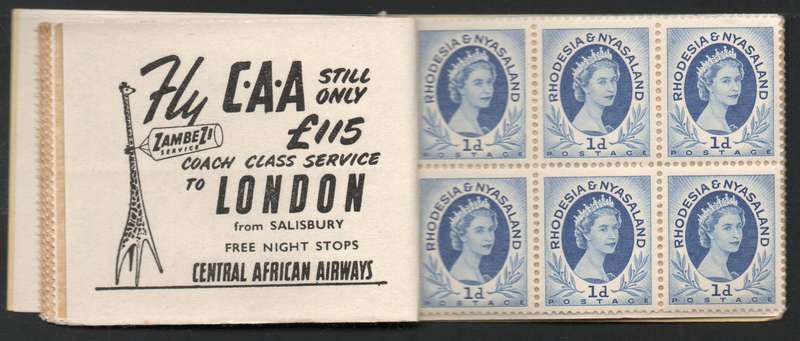 Fly C·A·A STILL
ONLY
£115
ZAMBEZI
SERVICE
COACH CLASS SERVICE
TO LONDON
from SALISBURY
FREE NIGHT STOPS
CENTRAL AFRICAN AIRWAYS
RHODESIA & NYASALAND
1d
POSTAGE
RHODESIA & NYASALAND
1d
POSTAGE
RHODESIA & NYASALAND
1d
POSTAGE
RHODESIA & NYASALAND
1d
POSTAGE
RHODESIA & NYASALAND
1d
POSTAGE
RHODESIA & NYASALAND
1d
POSTAGE